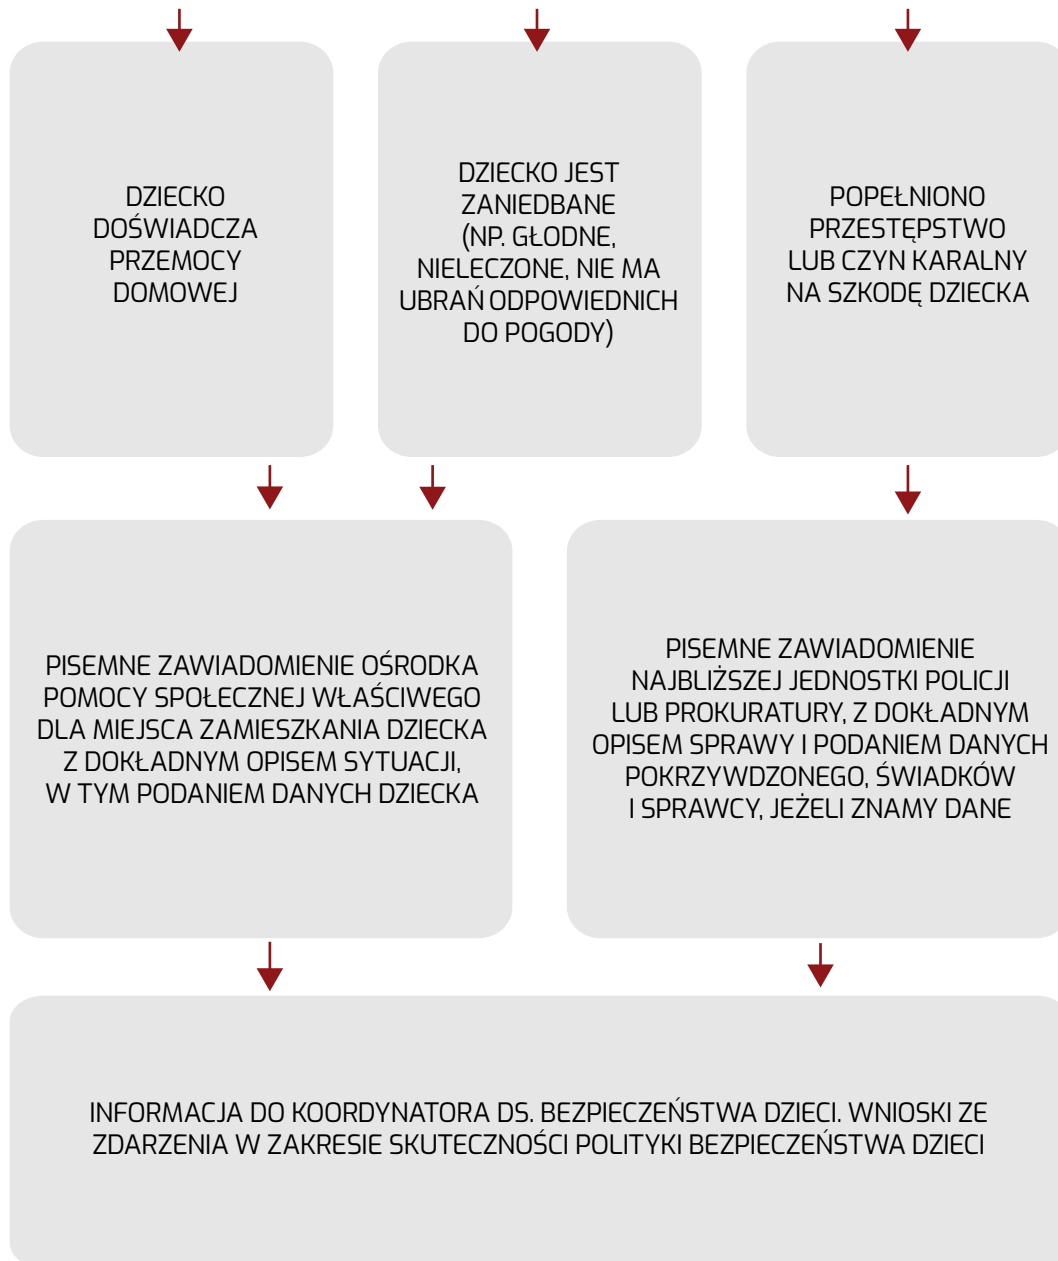 DZIECKO
DOŚWIADCZA
PRZEMOCY
DOMOWEJ
DZIECKO JEST
ZANIEDBANE
(NP. GŁODNE,
NIELECZONE, NIE MA
UBRAŃ ODPOWIEDNICH
DO POGODY)
POPEŁNIONO
PRZESTĘPSTWO
LUB CZYN KARALNY
NA SZKODĘ DZIECKA
PISEMNE ZAWIADOMIENIE OŚRODKA
POMOCY SPOŁECZNEJ WŁAŚCIWEGO
DLA MIEJSCA ZAMIESZKANIA DZIECKA
Z DOKŁADNYM OPISEM SYTUACJI,
W TYM PODANIEM DANYCH DZIECKA
PISEMNE ZAWIADOMIENIE
NAJBLIŻSZEJ JEDNOSTKI POLICJI
LUB PROKURATURY, Z DOKŁADNYM
OPISEM SPRAWY I PODANIEM DANYCH
POKRZYWDZONEGO, ŚWIADKÓW
I SPRAWCY, JEŻELI ZNAMY DANE
INFORMACJA DO KOORDYNATORA DS. BEZPIECZEŃSTWA DZIECI. WNIOSKI ZE
ZDARZENIA W ZAKRESIE SKUTECZNOŚCI POLITYKI BEZPIECZEŃSTWA DZIECI